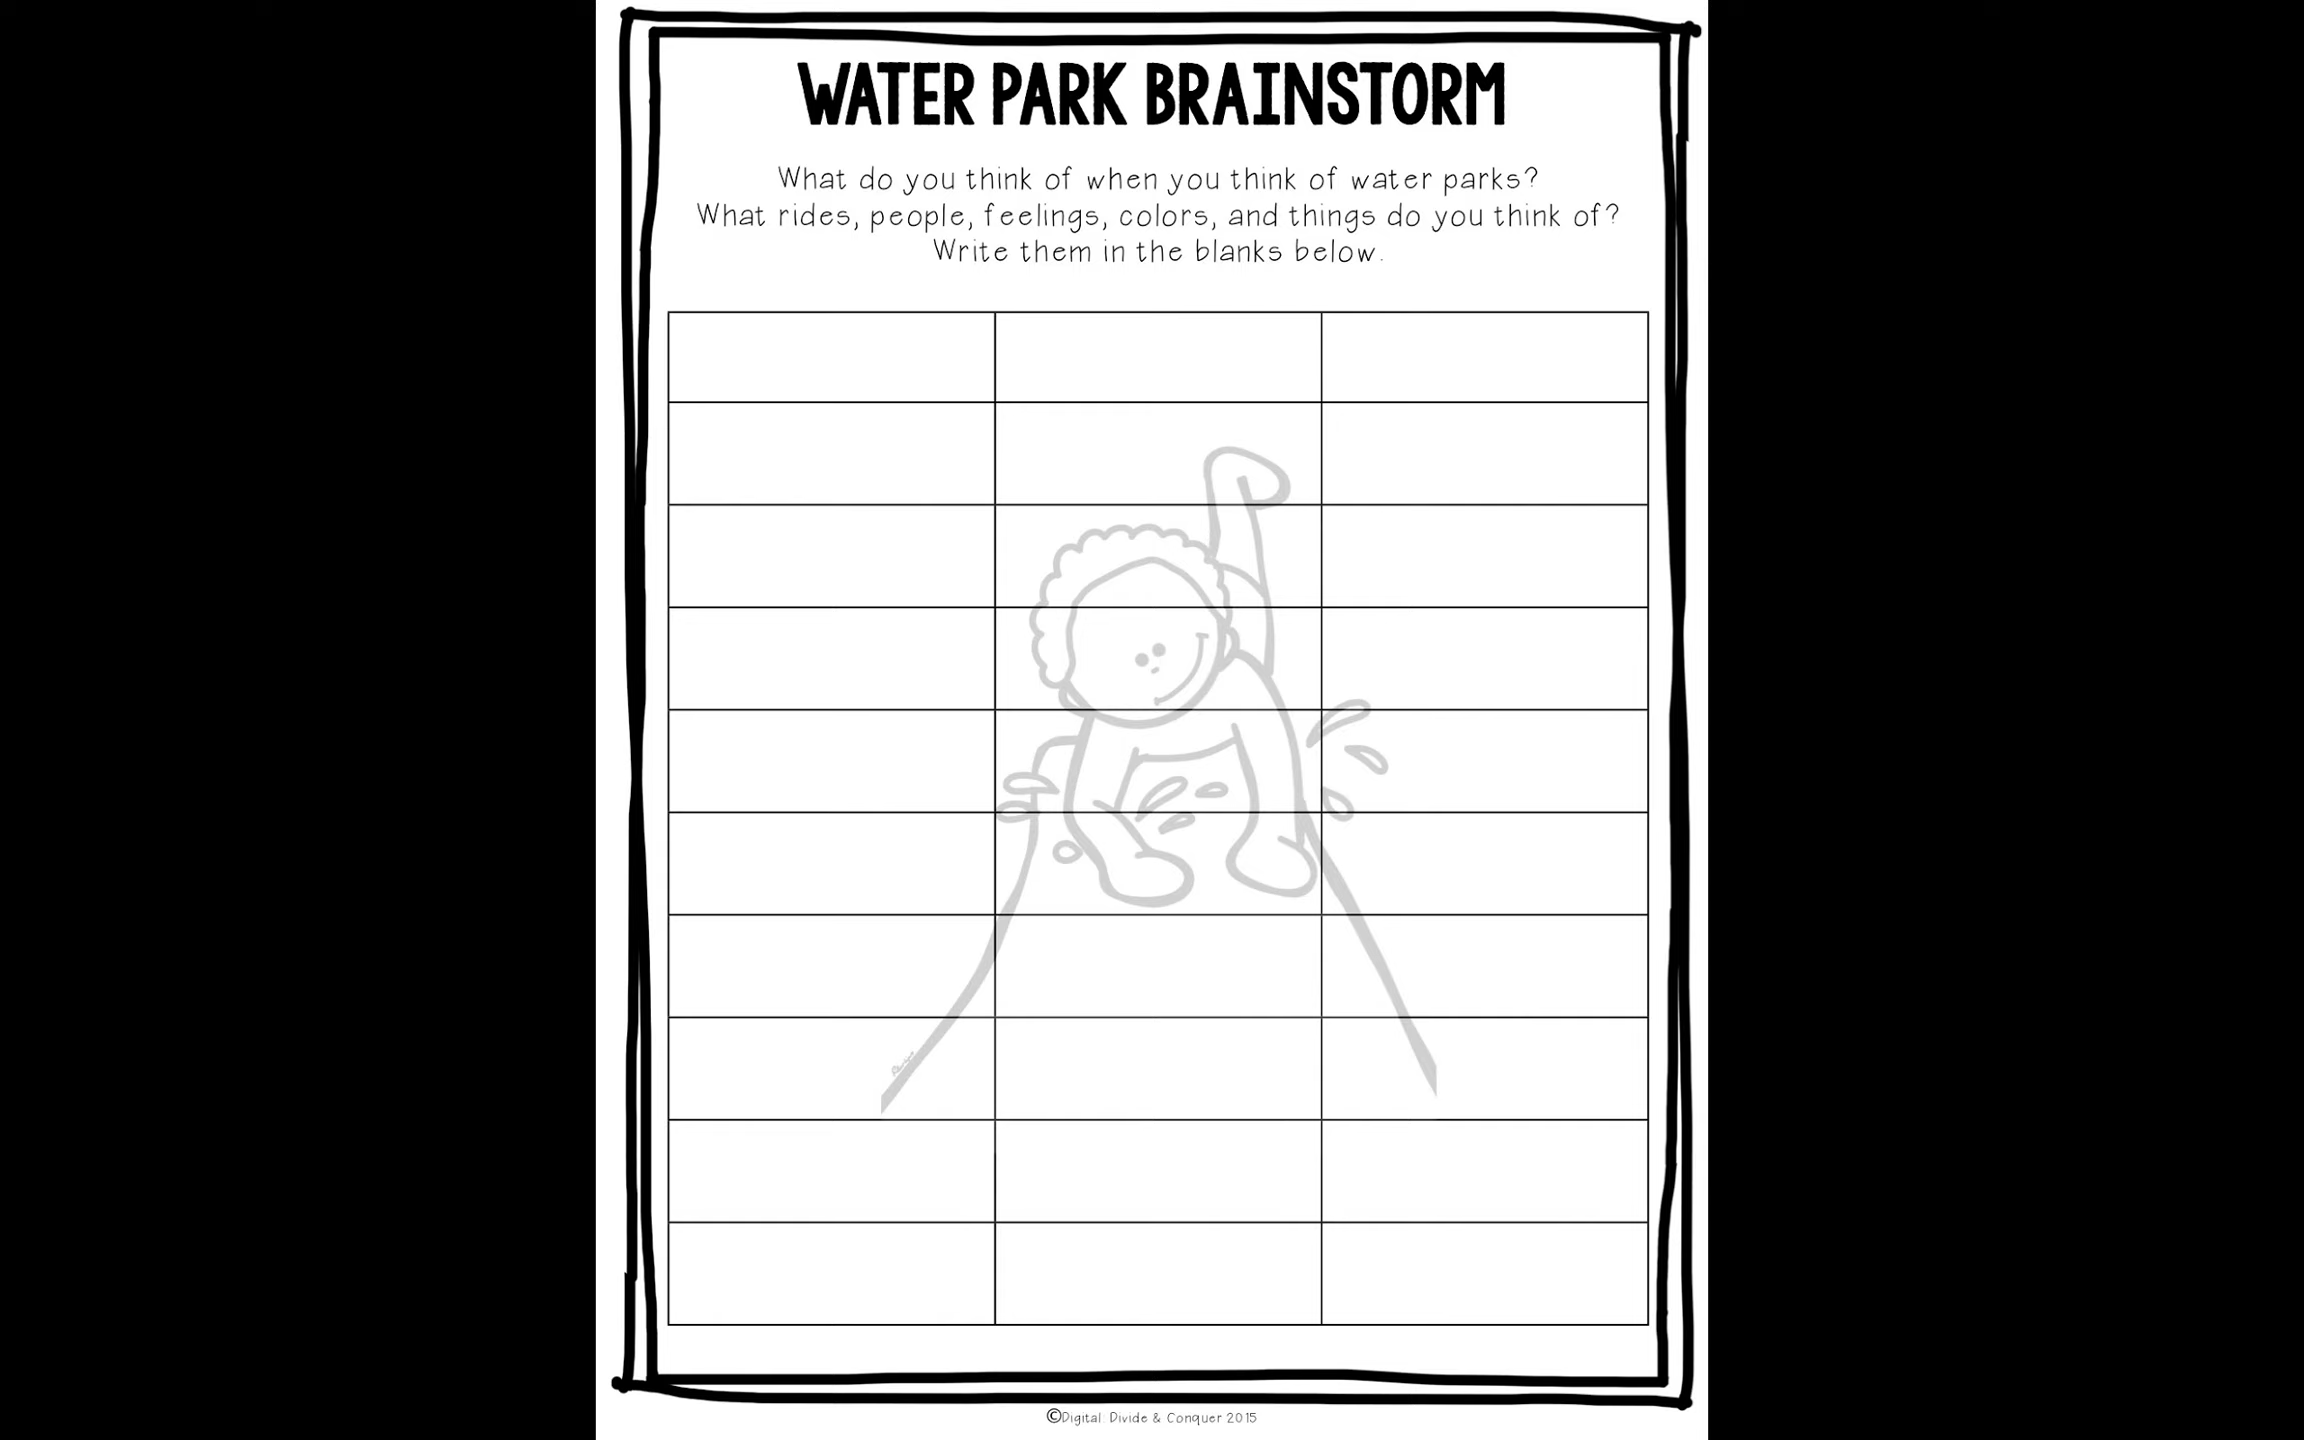 WATER PARK BRAINSTORM
What do you think of when you think of water parks?
What rides, people, feelings, colors, and things do you think of?
Write them in the blanks below.
©Digital Divide & Conquer 2015